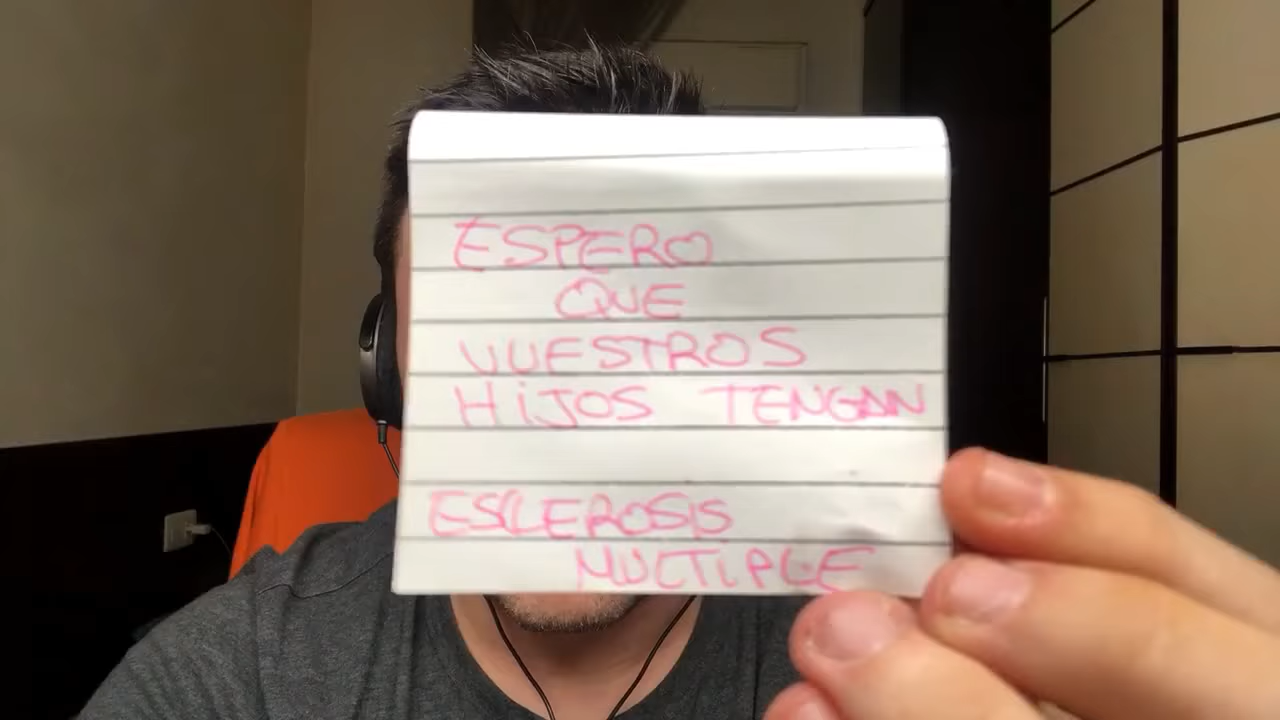 ESPERO
QUE
VUESTROS
HIJOS TENGAN
ESCLEROSIS
MULTIPLE